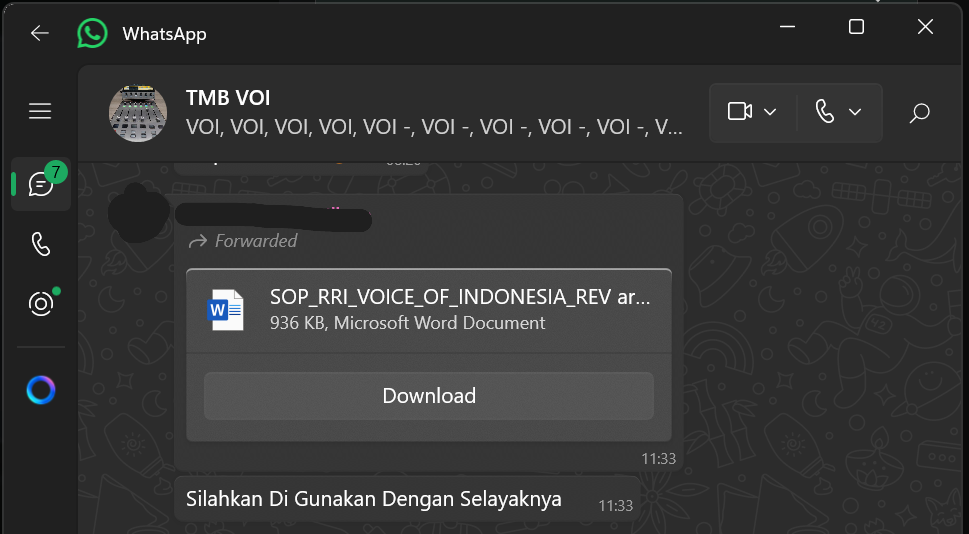 WhatsApp
TMB VOI
VOI, VOI, VOI, VOI, VOI -, VOI -, VOI -, VOI -, VOI -, V...
7
Forwarded
SOP_RRI_VOICE_OF_INDONESIA_REV ar...
936 KB, Microsoft Word Document
Download
11:33
Silahkan Di Gunakan Dengan Selayaknya 11:33